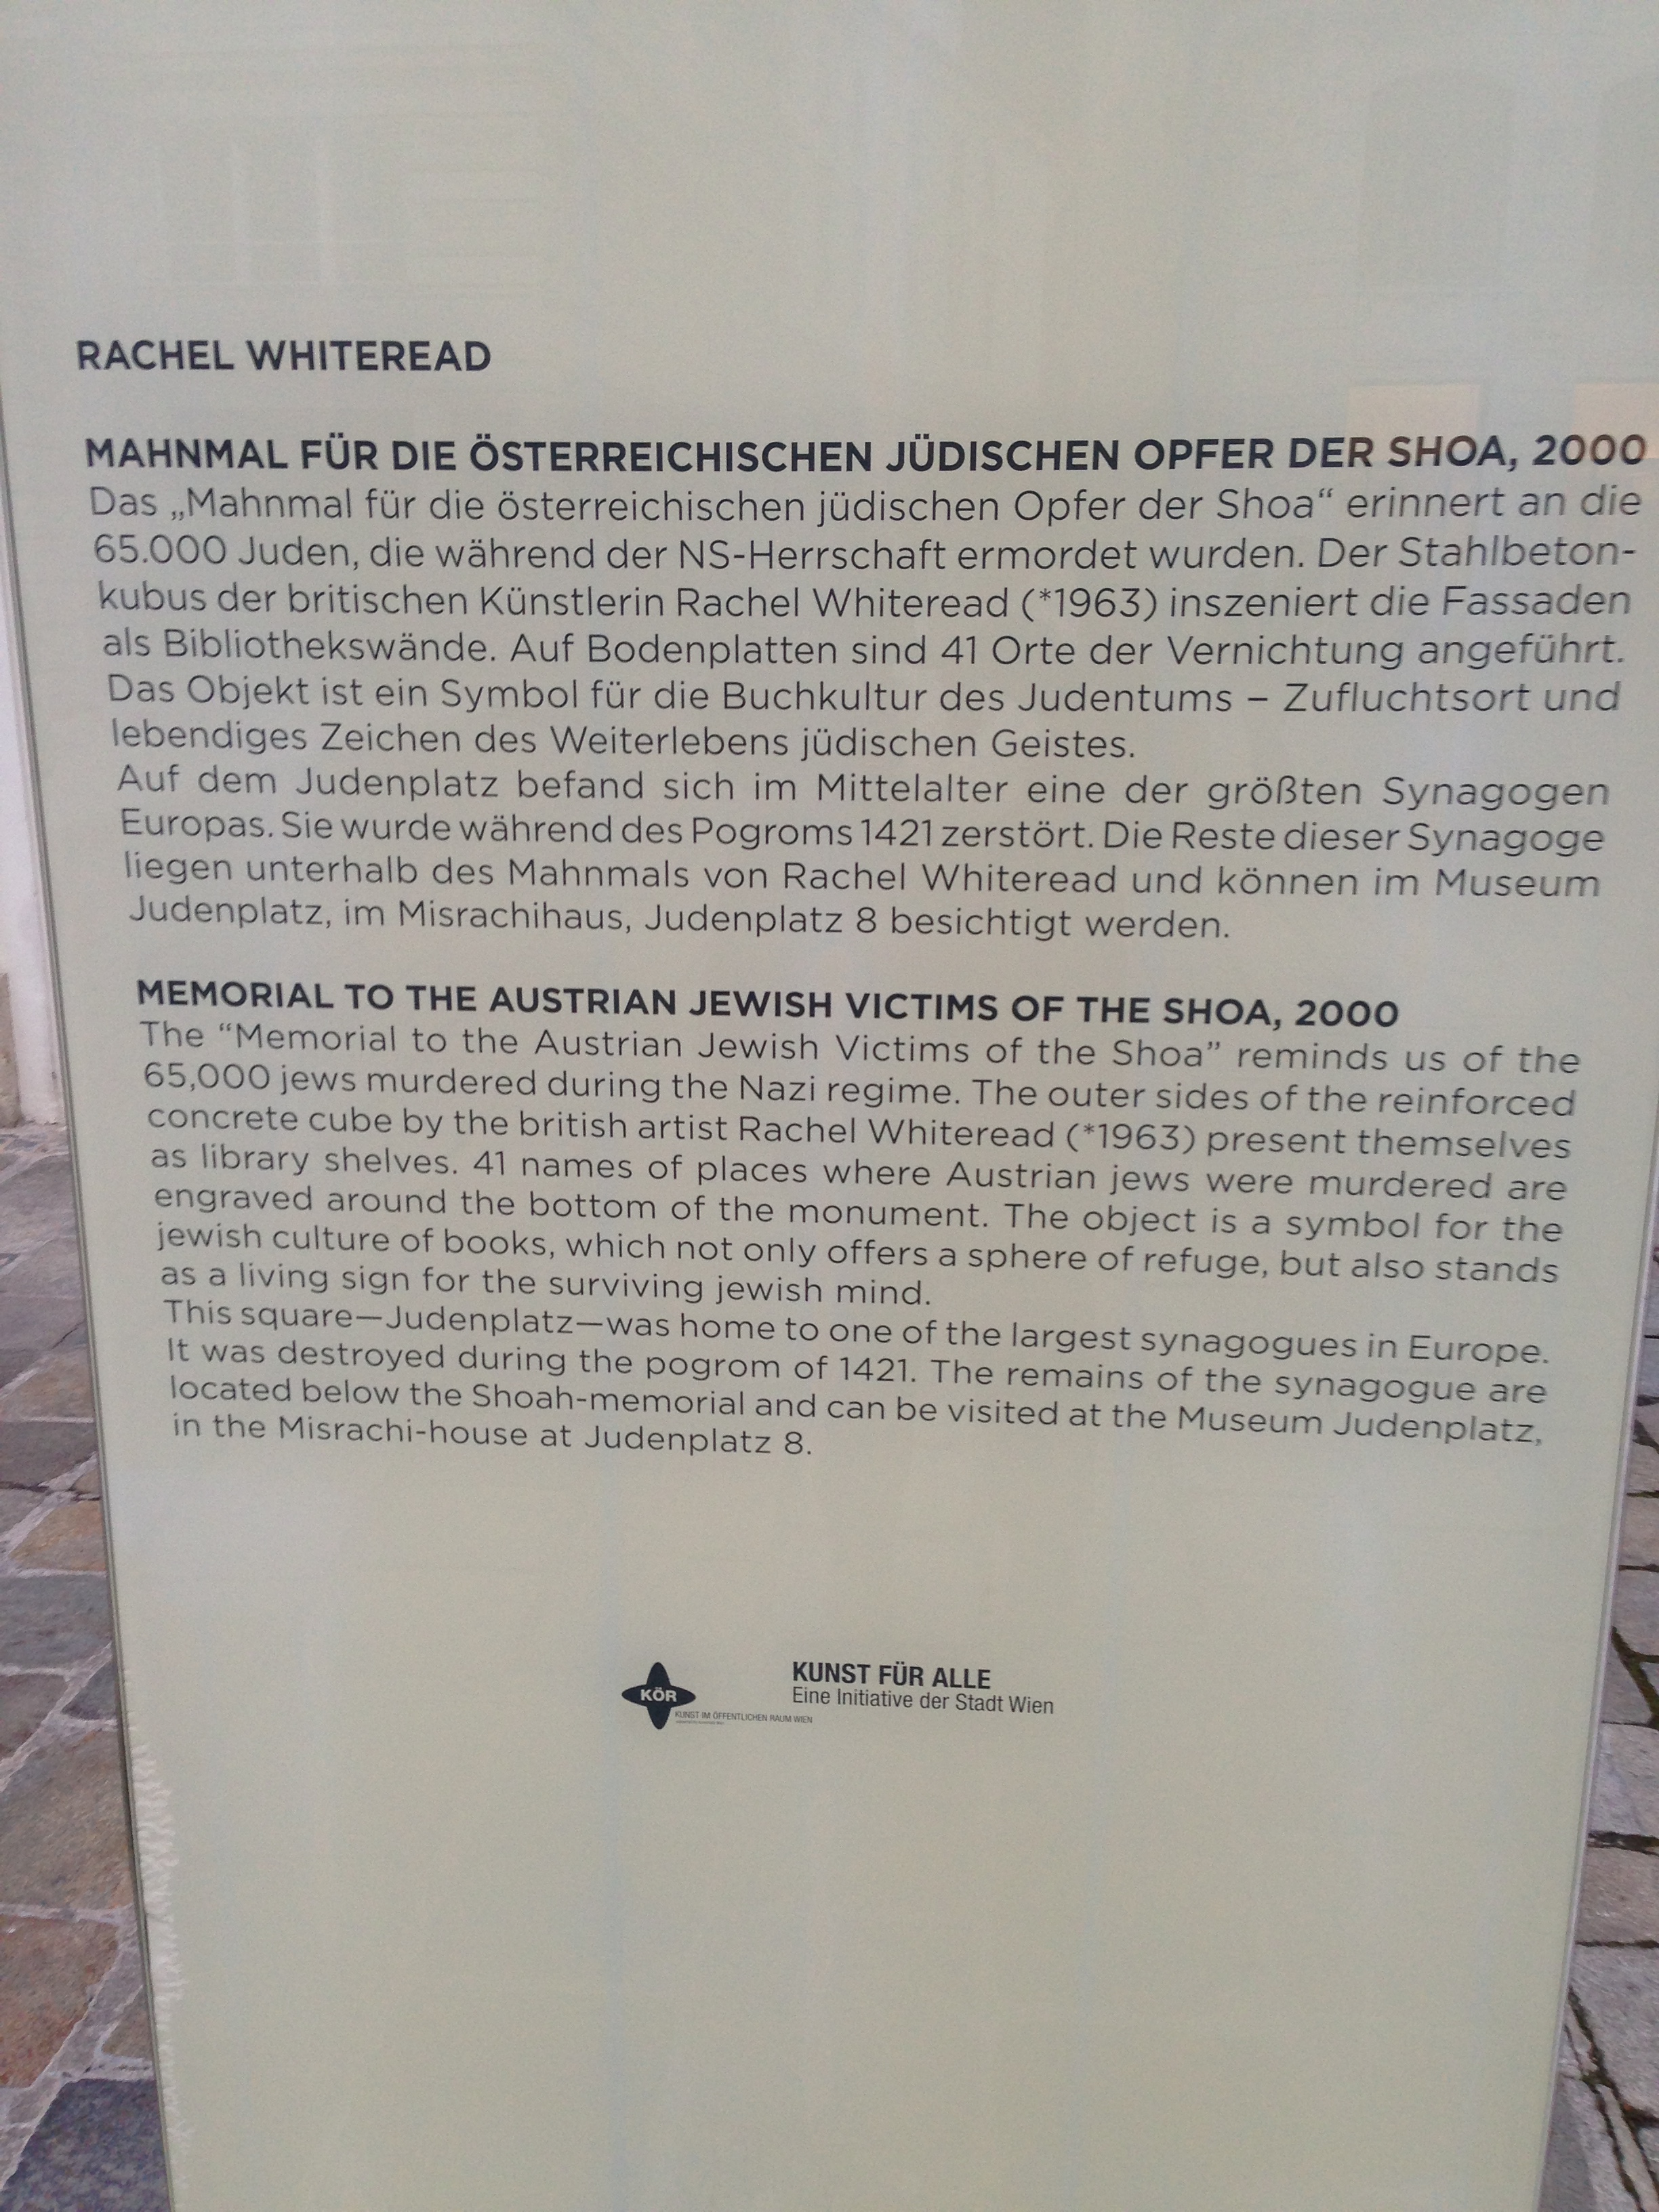 RACHEL WHITEREAD
MAHNMAL FÜR DIE ÖSTERREICHISCHEN JÜDISCHEN OPFER DER SHOA, 2000
Das „Mahnmal für die österreichischen jüdischen Opfer der Shoa“ erinnert an die
65.000 Juden, die während der NS-Herrschaft ermordet wurden. Der Stahlbeton-
kubus der britischen Künstlerin Rachel Whiteread (*1963) inszeniert die Fassaden
als Bibliothekswände. Auf Bodenplatten sind 41 Orte der Vernichtung angeführt.
Das Objekt ist ein Symbol für die Buchkultur des Judentums – Zufluchtsort und
lebendiges Zeichen des Weiterlebens jüdischen Geistes.
Auf dem Judenplatz befand sich im Mittelalter eine der größten Synagogen
Europas. Sie wurde während des Pogroms 1421 zerstört. Die Reste dieser Synagoge
liegen unterhalb des Mahnmals von Rachel Whiteread und können im Museum
Judenplatz, im Misrachihaus, Judenplatz 8 besichtigt werden.
MEMORIAL TO THE AUSTRIAN JEWISH VICTIMS OF THE SHOA, 2000
The “Memorial to the Austrian Jewish Victims of the Shoa” reminds us of the
65,000 jews murdered during the Nazi regime. The outer sides of the reinforced
concrete cube by the british artist Rachel Whiteread (*1963) present themselves
as library shelves. 41 names of places where Austrian jews were murdered are
engraved around the bottom of the monument. The object is a symbol for the
jewish culture of books, which not only offers a sphere of refuge, but also stands
as a living sign for the surviving jewish mind.
This square—Judenplatz—was home to one of the largest synagogues in Europe.
It was destroyed during the pogrom of 1421. The remains of the synagogue are
located below the Shoah-memorial and can be visited at the Museum Judenplatz,
in the Misrachi-house at Judenplatz 8.
KÖR
KUNST IM ÖFFENTLICHEN RAUM WIEN
KUNST FÜR ALLE
Eine Initiative der Stadt Wien